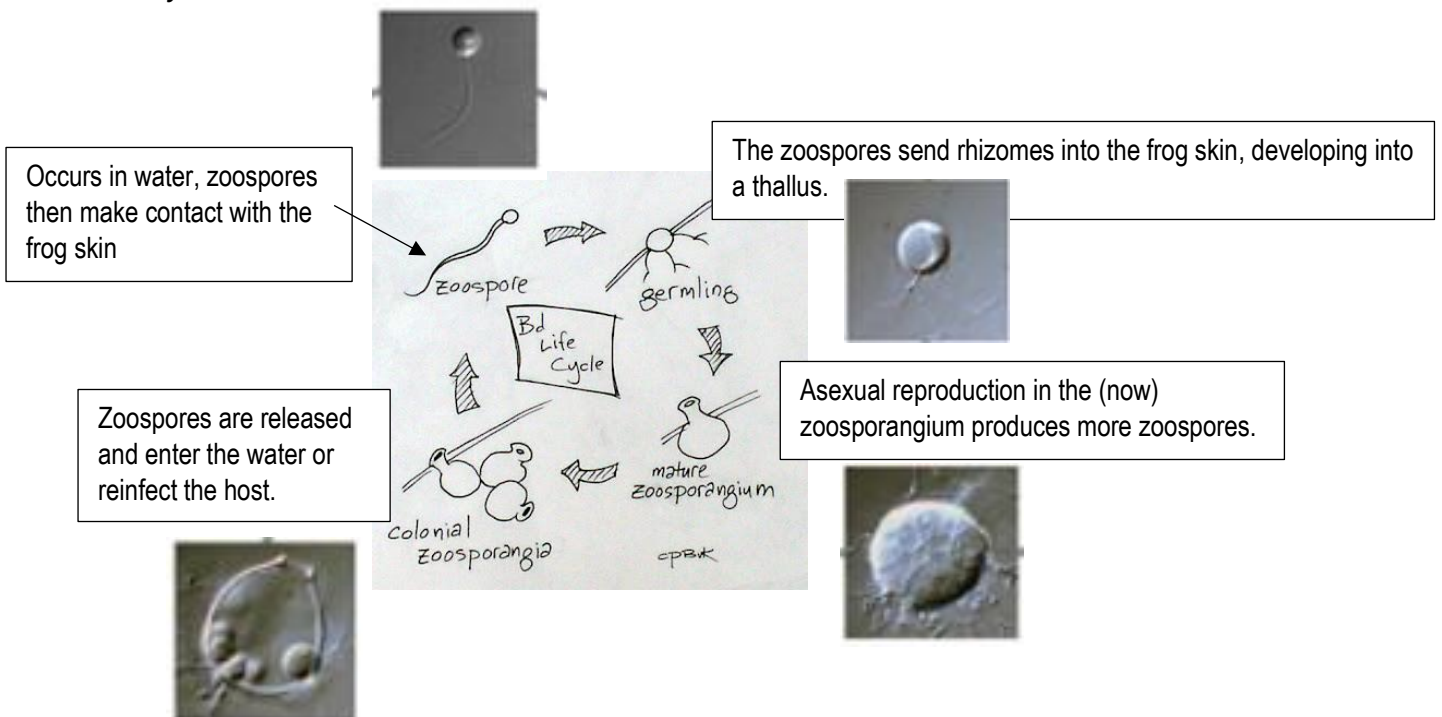 Occurs in water, zoospores
then make contact with the
frog skin
The zoospores send rhizomes into the frog skin, developing into
a thallus.
zoospore
germling
Bd
Life
Cycle
Zoospores are released
and enter the water or
reinfect the host.
Asexual reproduction in the (now)
zoosporangium produces more zoospores.
mature
zoosporangium
colonial
zoosporangia
cpBvK